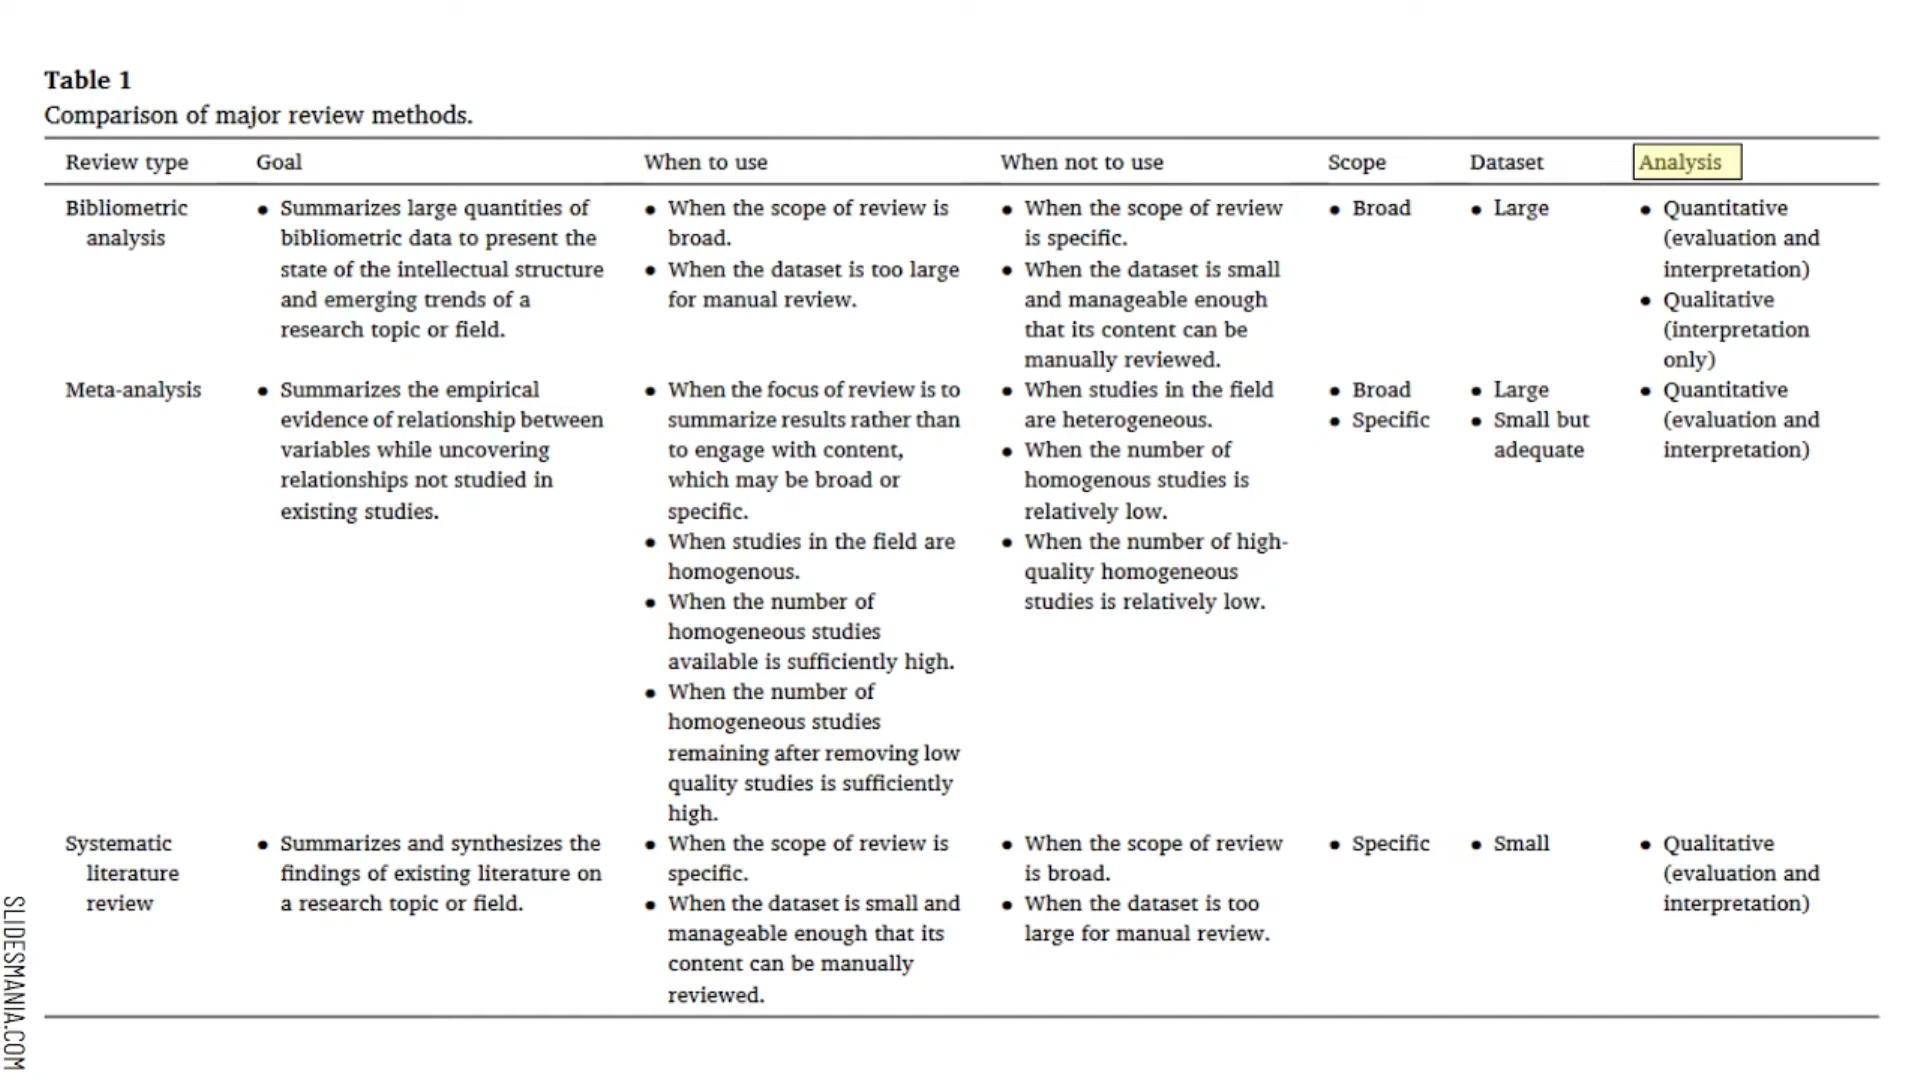 Table 1
Comparison of major review methods.
Review type Goal When to use When not to use Scope Dataset Analysis
Bibliometric
analysis
• Summarizes large quantities of
bibliometric data to present the
state of the intellectual structure
and emerging trends of a
research topic or field.
• When the scope of review is
broad.
• When the dataset is too large
for manual review.
• When the scope of review
is specific.
• When the dataset is small
and manageable enough
that its content can be
manually reviewed.
• Broad
• Large
• Quantitative
(evaluation and
interpretation)
• Qualitative
(interpretation
only)
Meta-analysis
• Summarizes the empirical
evidence of relationship between
variables while uncovering
relationships not studied in
existing studies.
• When the focus of review is to
summarize results rather than
to engage with content,
which may be broad or
specific.
• When studies in the field are
homogenous.
• When the number of
homogeneous studies
available is sufficiently high.
• When the number of
homogeneous studies
remaining after removing low
quality studies is sufficiently
high.
• When studies in the field
are heterogeneous.
• When the number of
homogenous studies is
relatively low.
• When the number of high-
quality homogeneous
studies is relatively low.
• Broad
• Specific
• Large
• Small but
adequate
• Quantitative
(evaluation and
interpretation)
Systematic
literature
review
• Summarizes and synthesizes the
findings of existing literature on
a research topic or field.
• When the scope of review is
specific.
• When the dataset is small and
manageable enough that its
content can be manually
reviewed.
• When the scope of review
is broad.
• When the dataset is too
large for manual review.
• Specific
• Small
• Qualitative
(evaluation and
interpretation)
SLIDESMANIA.COM